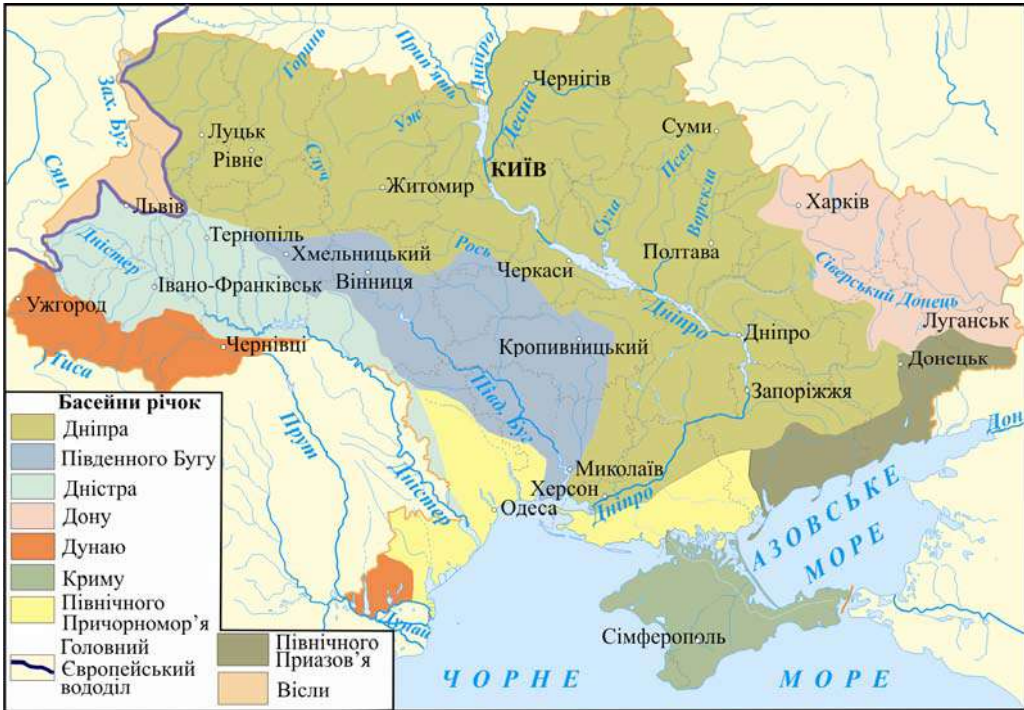 Зах. Буг
Сян
Горинь
Прип'ять
Дніпро
Чернігів
Десна
Уж
Луцьк
Рівне
Случ
Житомир
КИЇВ
Суми
Псел
Ворскла
Сула
Харків
Львів
Дністер
Тернопіль
Хмельницький
Вінниця
Рось
Черкаси
Полтава
Сіверський Донець
Луганськ
Івано-Франківськ
Ужгород
Чернівці
Тиса
Кропивницький
Дніпро
Дніпро
Донецьк
Запоріжжя
Півд. Буг
Прут
Дністер
Миколаїв
Херсон
Дніпро
Одеса
Дон
АЗОВСЬКЕ
МОРЕ
Дунай
Сімферополь
ЧОРНЕ
МОРЕ
Басейни річок
Дніпра
Південного Бугу
Дністра
Дону
Дунаю
Криму
Північного
Причорномор'я
Головний
Європейський
вододіл
Північного
Приазов'я
Вісли